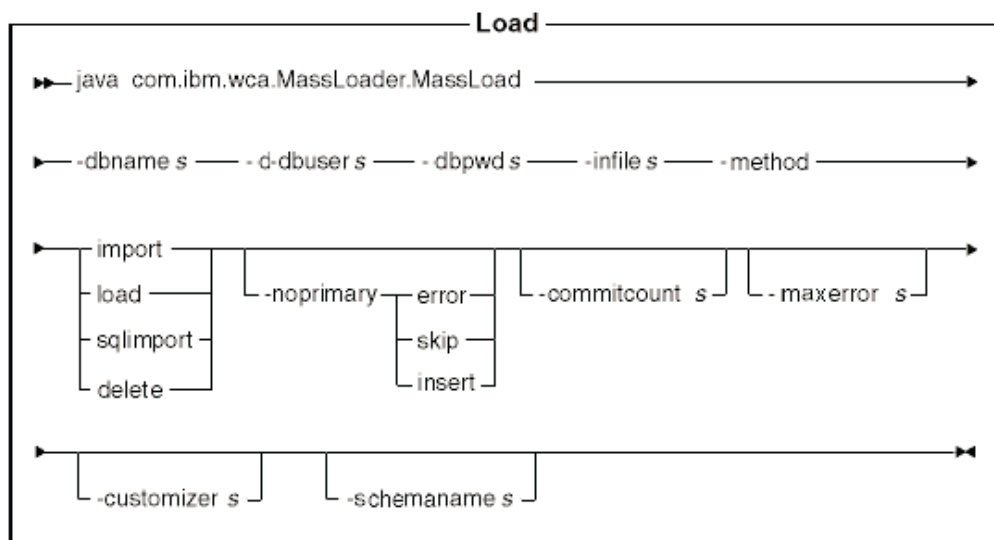 Load
java com.ibm.wca.MassLoader.MassLoad
-dbname s -d-dbuser s -dbpwd s -infile s -method
import
load
sqlimport
delete
-noprimary error
skip
insert
-commitcount s
-maxerror s
-customizer s -schemaname s